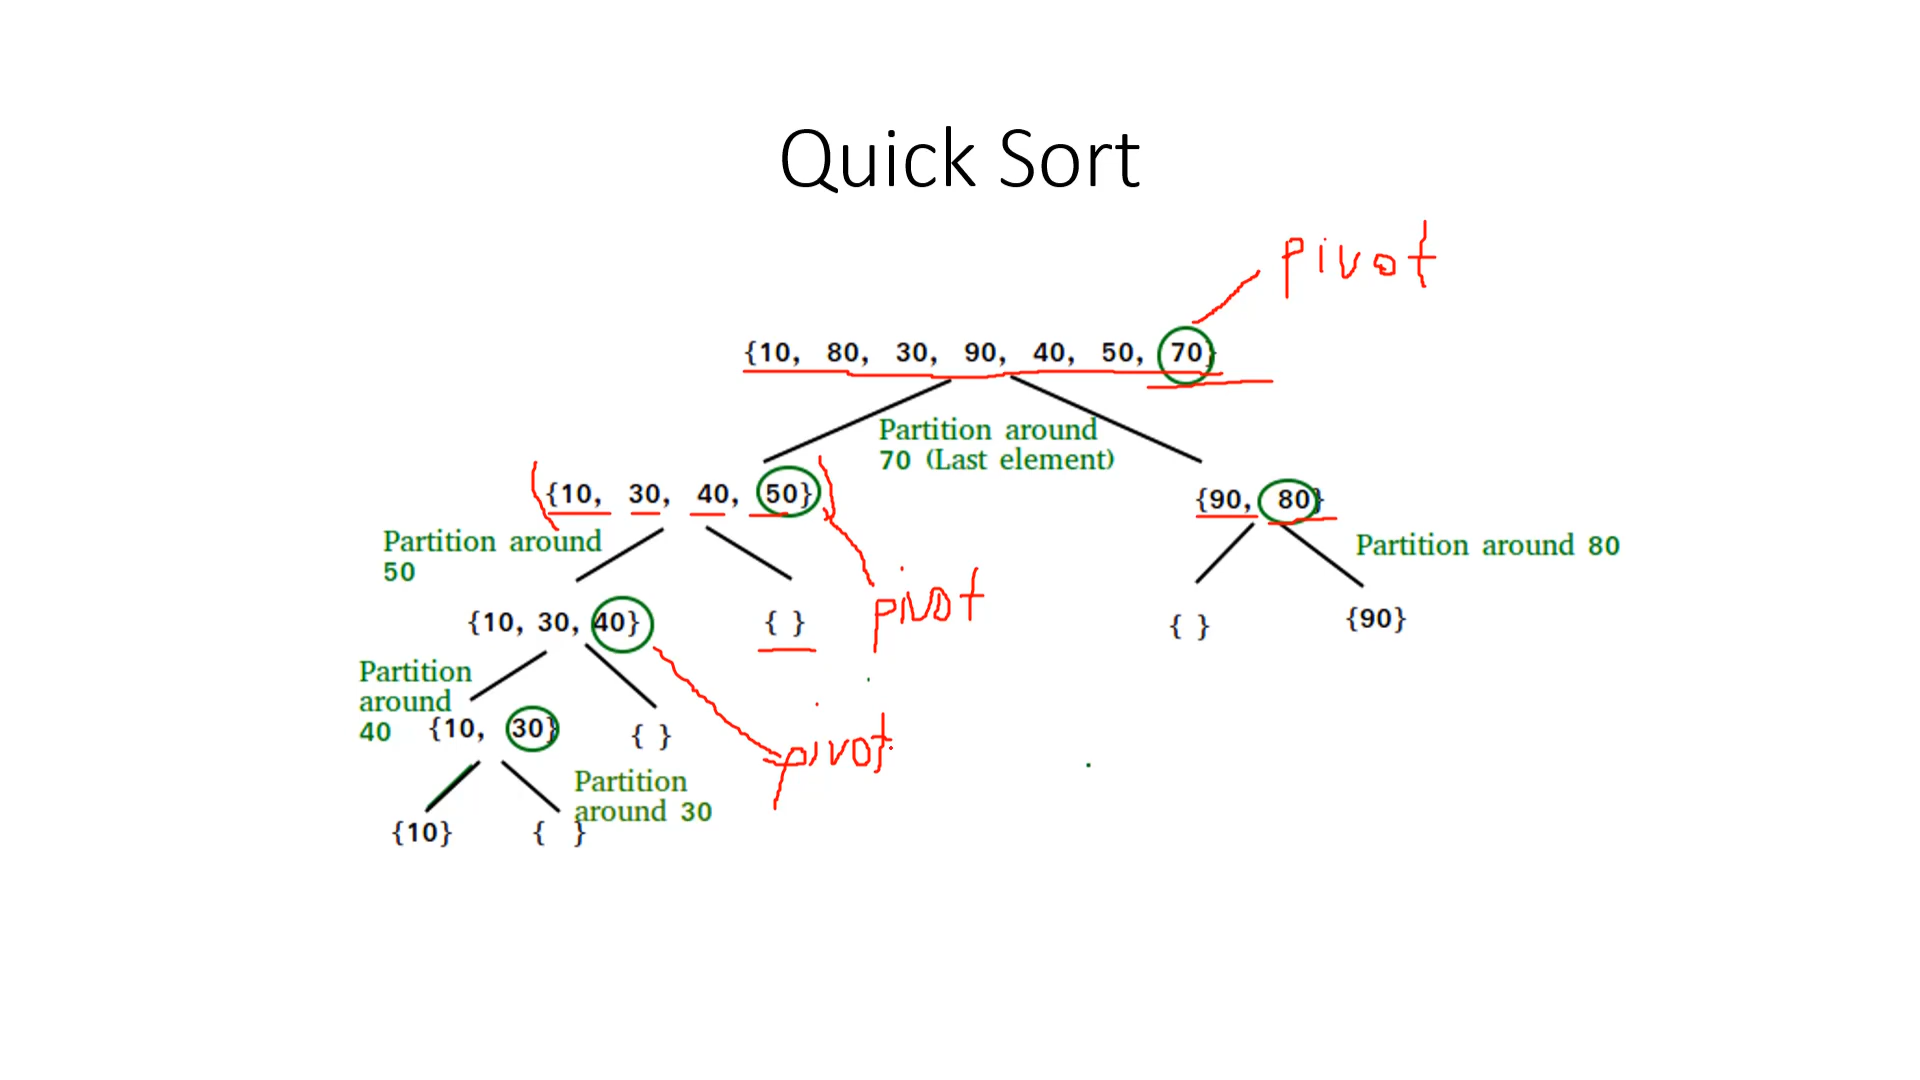 Quick Sort
pivot
{10, 80, 30, 90, 40, 50, 70}
Partition around
70 (Last element)
{10, 30, 40, 50}
{90, 80}
Partition around
50
Partition around 80
{10, 30, 40}
{ }
pivot
{ }
{90}
Partition
around
40
{10, 30}
{ }
pivot
Partition
around 30
{10}
{ }